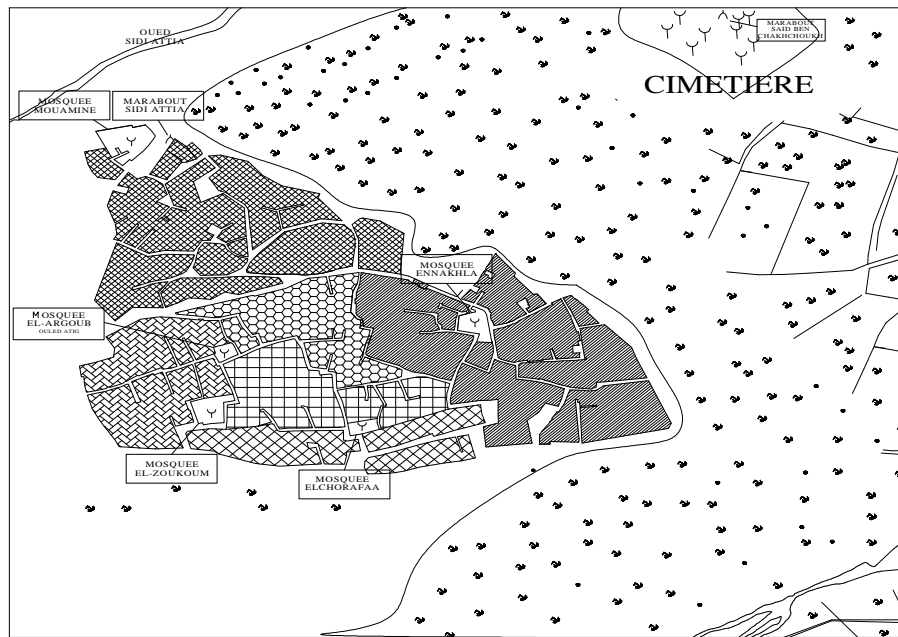 OUED
SIDI ATTIA
MARABOUT
SAID BEN
CHAKHCHOUKH
CIMETIERE
MOSQUEE
MOUAMINE
MARABOUT
SIDI ATTIA
MOSQUEE
ENNAKHLA
MOSQUEE
EL-ARGOUB
OULED ATIG
MOSQUEE
EL-ZOUKOUM
MOSQUEE
ELCHORAFAA